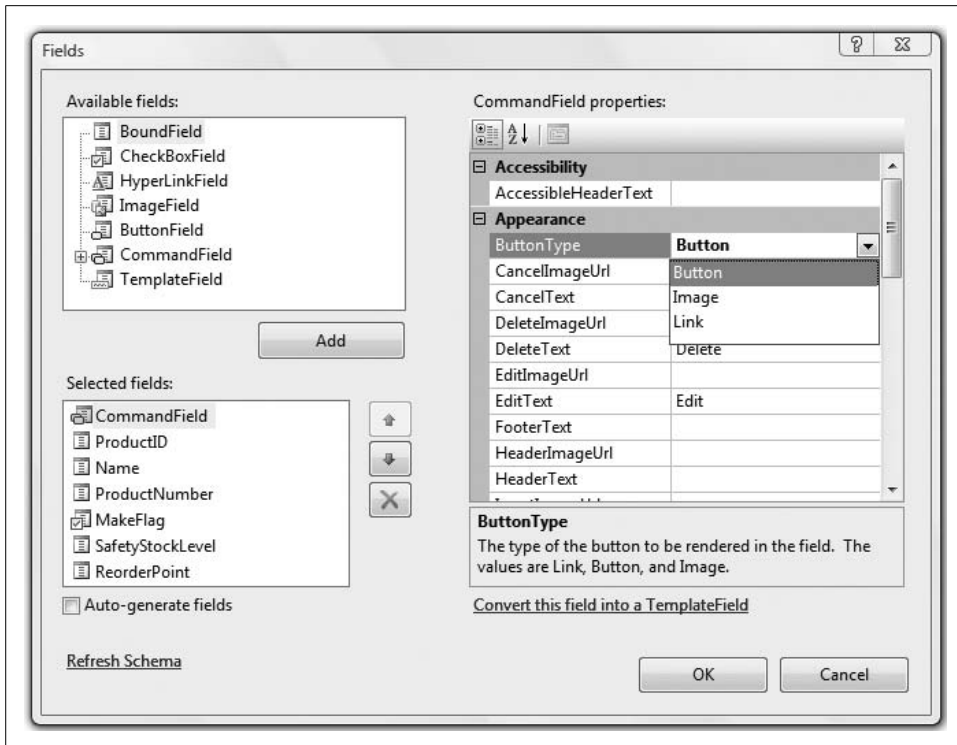 Fields
Available fields:
BoundField
CheckBoxField
HyperLinkField
ImageField
ButtonField
CommandField
TemplateField
Add
Selected fields:
CommandField
ProductID
Name
ProductNumber
MakeFlag
SafetyStockLevel
ReorderPoint
Auto-generate fields
Refresh Schema
CommandField properties:
Accessibility
AccessibleHeaderText
Appearance
ButtonType Button
Button
Image
Link
CancelImageUrl
CancelText
DeleteImageUrl
DeleteText Delete
EditImageUrl
EditText Edit
FooterText
HeaderImageUrl
HeaderText
ButtonType
The type of the button to be rendered in the field. The
values are Link, Button, and Image.
Convert this field into a TemplateField
OK Cancel